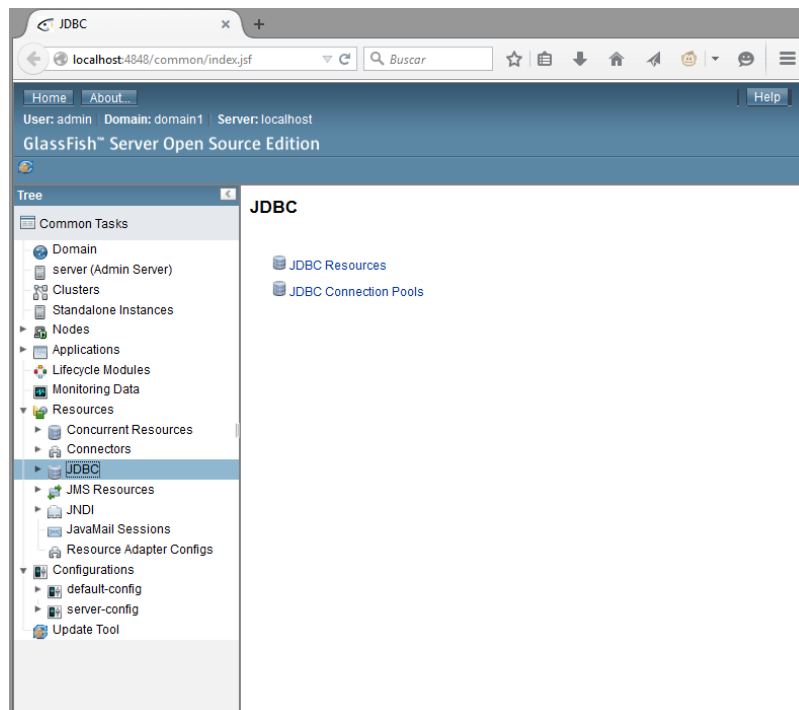 JDBC
localhost:4848/common/index.jsf
Buscar
Home About... Help
User: admin Domain: domain1 Server: localhost
GlassFish™ Server Open Source Edition
Tree
Common Tasks
Domain
server (Admin Server)
Clusters
Standalone Instances
Nodes
Applications
Lifecycle Modules
Monitoring Data
Resources
Concurrent Resources
Connectors
JDBC
JMS Resources
JNDI
JavaMail Sessions
Resource Adapter Configs
Configurations
default-config
server-config
Update Tool
JDBC
JDBC Resources
JDBC Connection Pools